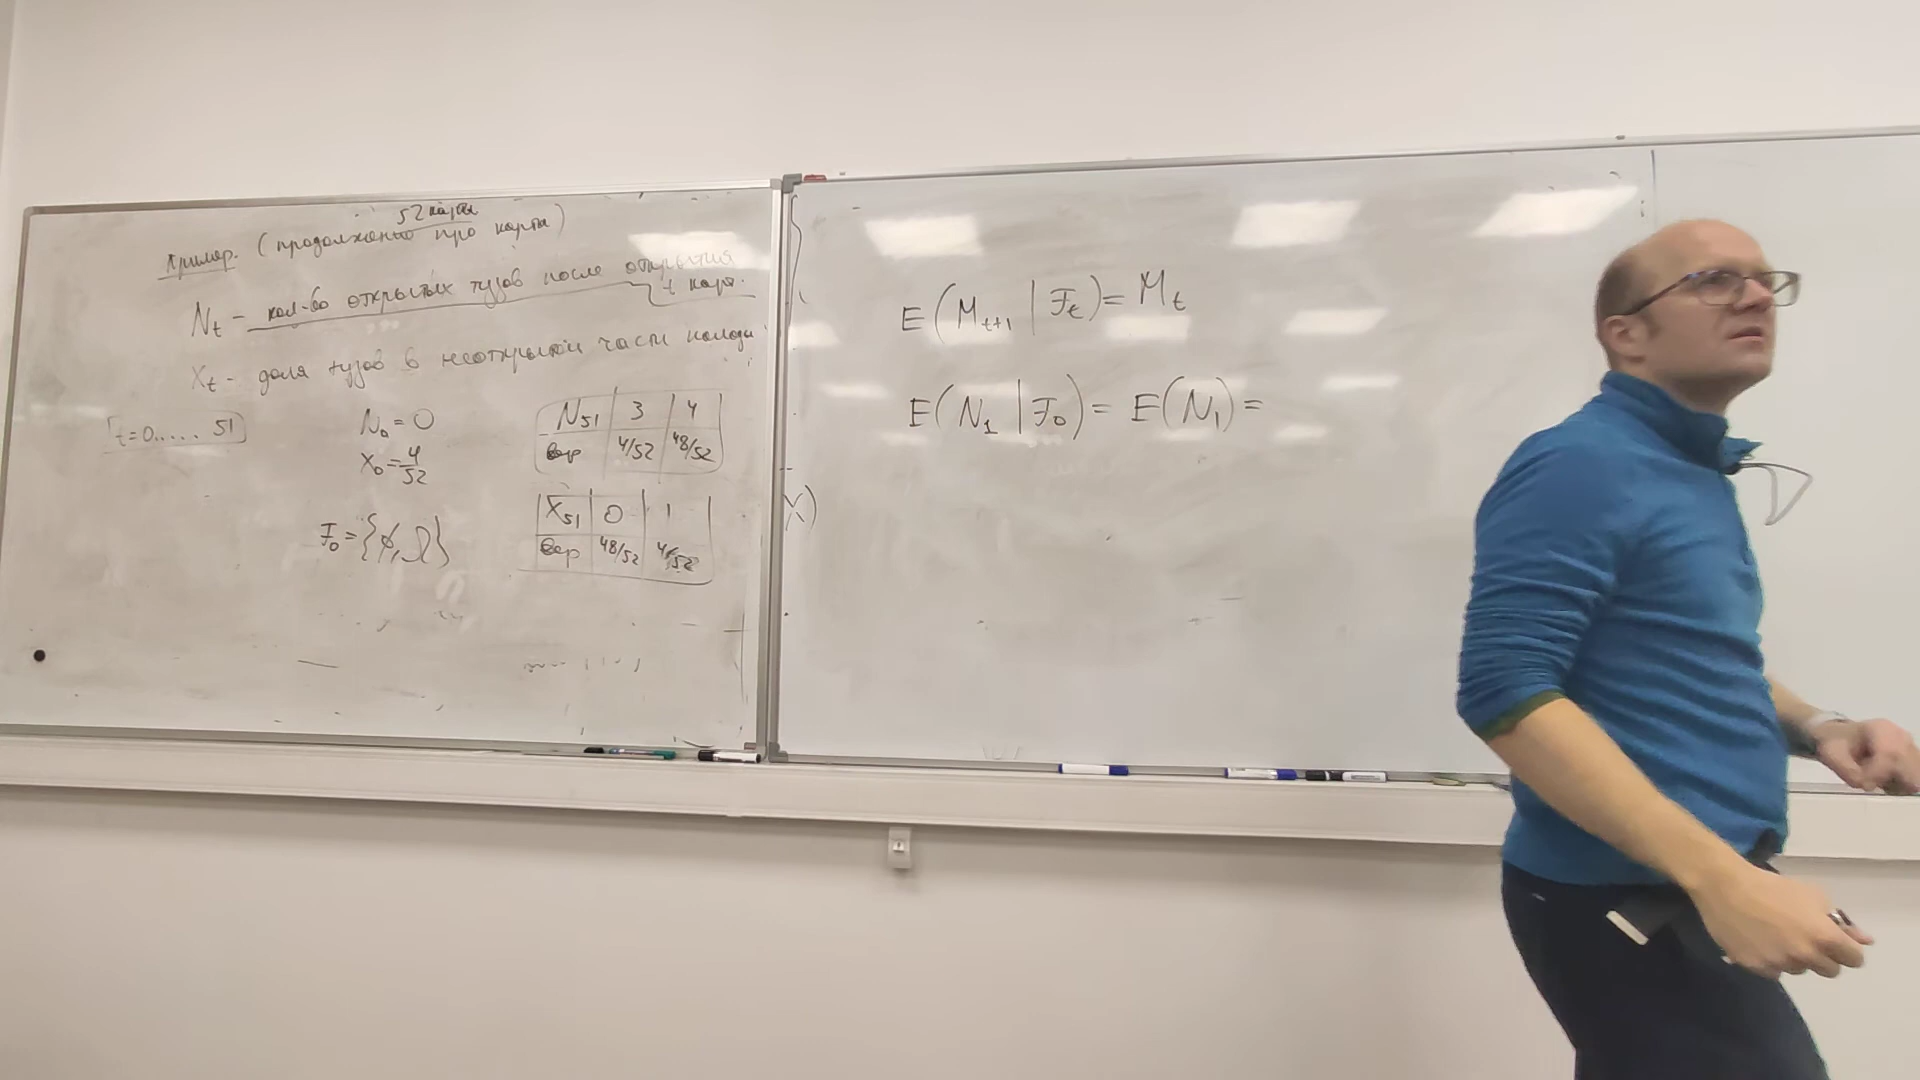 52 карты
Пример. (продолжение про карты)
N_t – кол-во открытых тузов после открытия
t карт.
X_t – доля тузов в неоткрытой части колоды
t=0..... 51
N_0 = 0
X_0 = 4/52
F_0 = {∅, Ω}
N_51 | 3 | 4
вер | 4/52 | 48/52
X_51 | 0 | 1
вер | 48/52 | 4/52
X)
E(M_{t+1} | F_t) = M_t
E(N_1 | F_0) = E(N_1) =